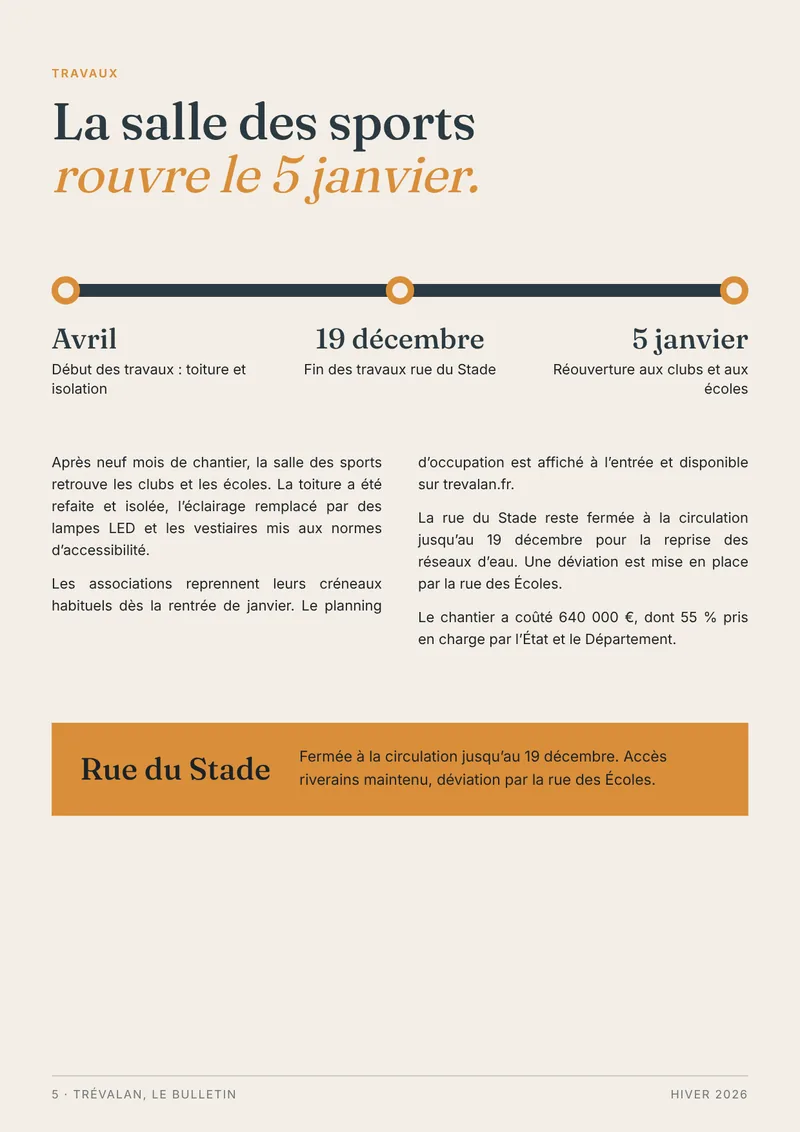 TRAVAUX
La salle des sports
rouvre le 5 janvier.
Avril
Début des travaux : toiture et
isolation
19 décembre
Fin des travaux rue du Stade
5 janvier
Réouverture aux clubs et aux
écoles
Après neuf mois de chantier, la salle des sports
retrouve les clubs et les écoles. La toiture a été
refaite et isolée, l’éclairage remplacé par des
lampes LED et les vestiaires mis aux normes
d’accessibilité.
Les associations reprennent leurs créneaux
habituels dès la rentrée de janvier. Le planning
d’occupation est affiché à l’entrée et disponible
sur trevalan.fr.
La rue du Stade reste fermée à la circulation
jusqu’au 19 décembre pour la reprise des
réseaux d’eau. Une déviation est mise en place
par la rue des Écoles.
Le chantier a coûté 640 000 €, dont 55 % pris
en charge par l’État et le Département.
Rue du Stade
Fermée à la circulation jusqu’au 19 décembre. Accès
riverains maintenu, déviation par la rue des Écoles.
5 · TRÉVALAN, LE BULLETIN
HIVER 2026